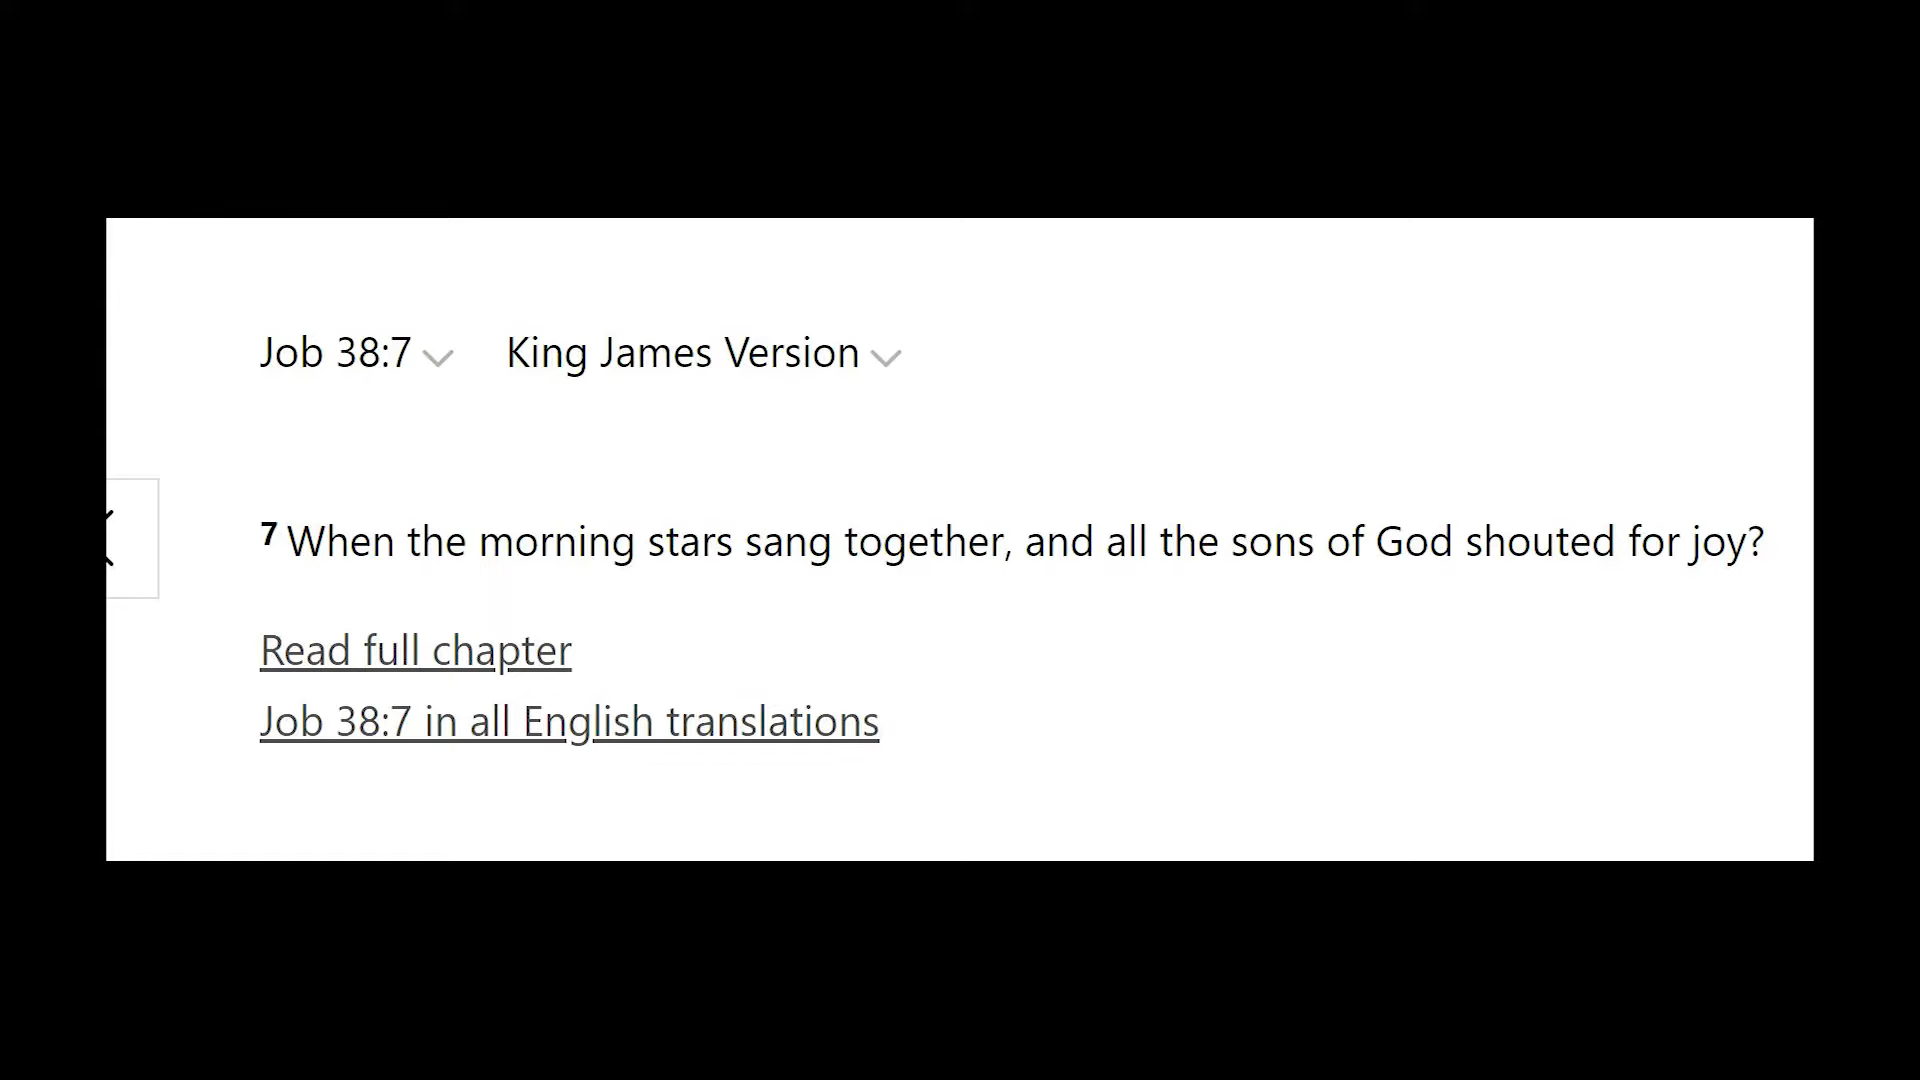 Job 38:7 King James Version
7 When the morning stars sang together, and all the sons of God shouted for joy?
Read full chapter
Job 38:7 in all English translations